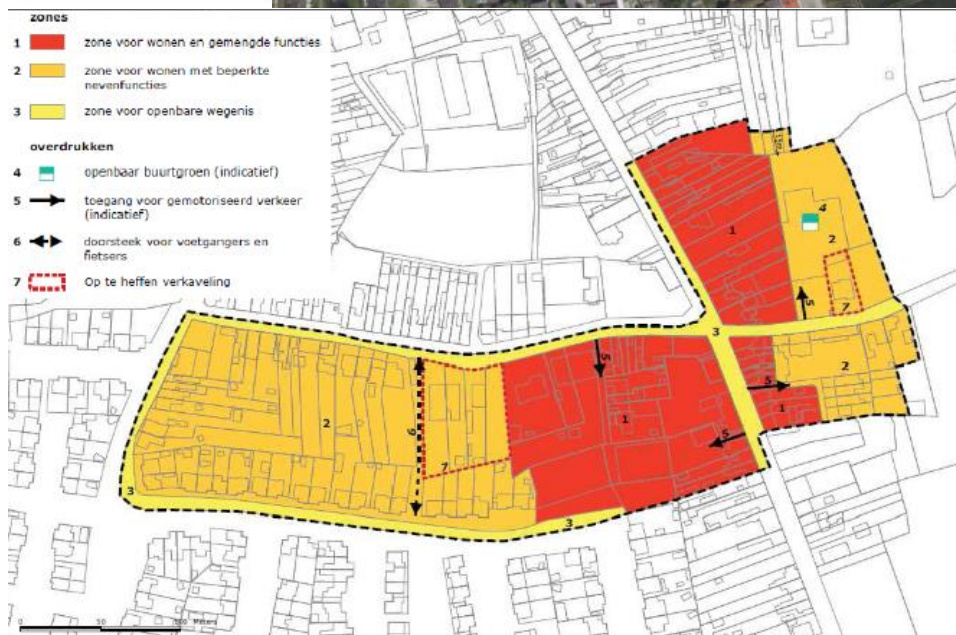 zones
1 zone voor wonen en gemengde functies
2 zone voor wonen met beperkte
nevenfuncties
3 zone voor openbare wegenis
overdrukken
4 openbaar buurtgroen (indicatief)
5 toegang voor gemotoriseerd verkeer
(indicatief)
6 doorsteek voor voetgangers en
fietsers
7 Op te heffen verkaveling
4
1
2
5
7
3
2
5
5
1
1
5
2
6
7
3
3
0 50 100 Meters